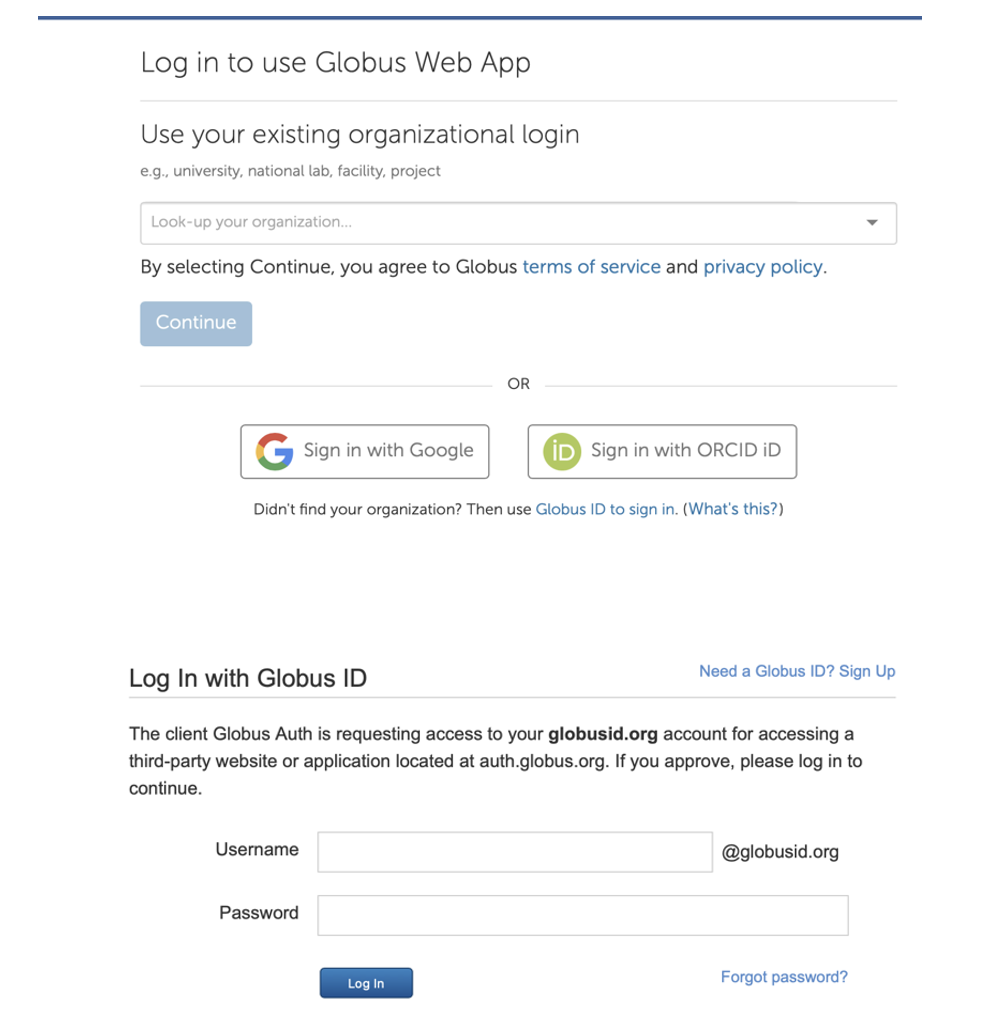 Log in to use Globus Web App
Use your existing organizational login
e.g., university, national lab, facility, project
Look-up your organization...
By selecting Continue, you agree to Globus terms of service and privacy policy.
Continue
OR
Sign in with Google
iD Sign in with ORCID iD
Didn't find your organization? Then use Globus ID to sign in. (What's this?)
Log In with Globus ID
Need a Globus ID? Sign Up
The client Globus Auth is requesting access to your globusid.org account for accessing a
third-party website or application located at auth.globus.org. If you approve, please log in to
continue.
Username
@globusid.org
Password
Log In
Forgot password?